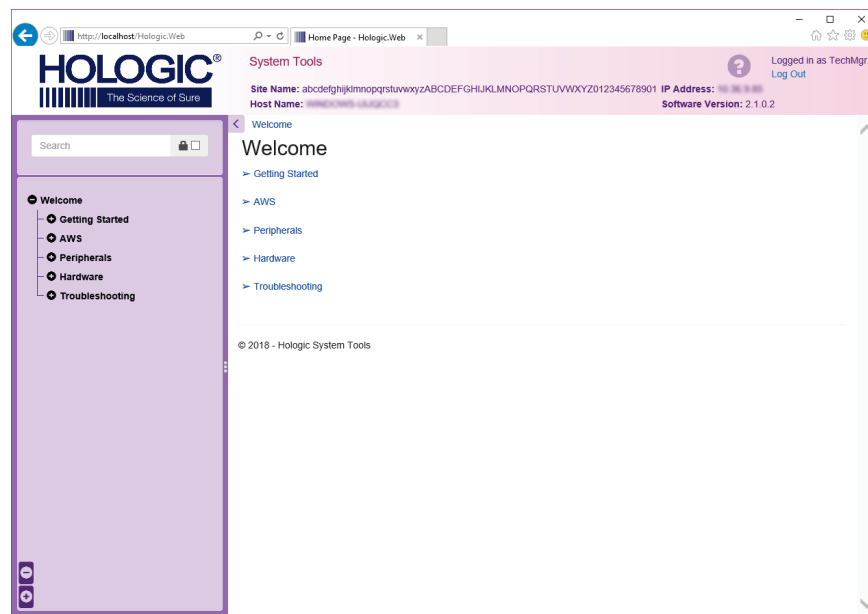 http://localhost/Hologic.Web
Home Page - Hologic.Web
HOLOGIC®
The Science of Sure
System Tools
Logged in as TechMgr
Log Out
Site Name: abcdefghijklmnopqrstuvwxyzABCDEFGHIJKLMNOPQRSTUVWXYZ012345678901 IP Address:
Host Name: Software Version: 2.1.0.2
Search
Welcome
Getting Started
AWS
Peripherals
Hardware
Troubleshooting
Welcome
Welcome
➢ Getting Started
➢ AWS
➢ Peripherals
➢ Hardware
➢ Troubleshooting
© 2018 - Hologic System Tools